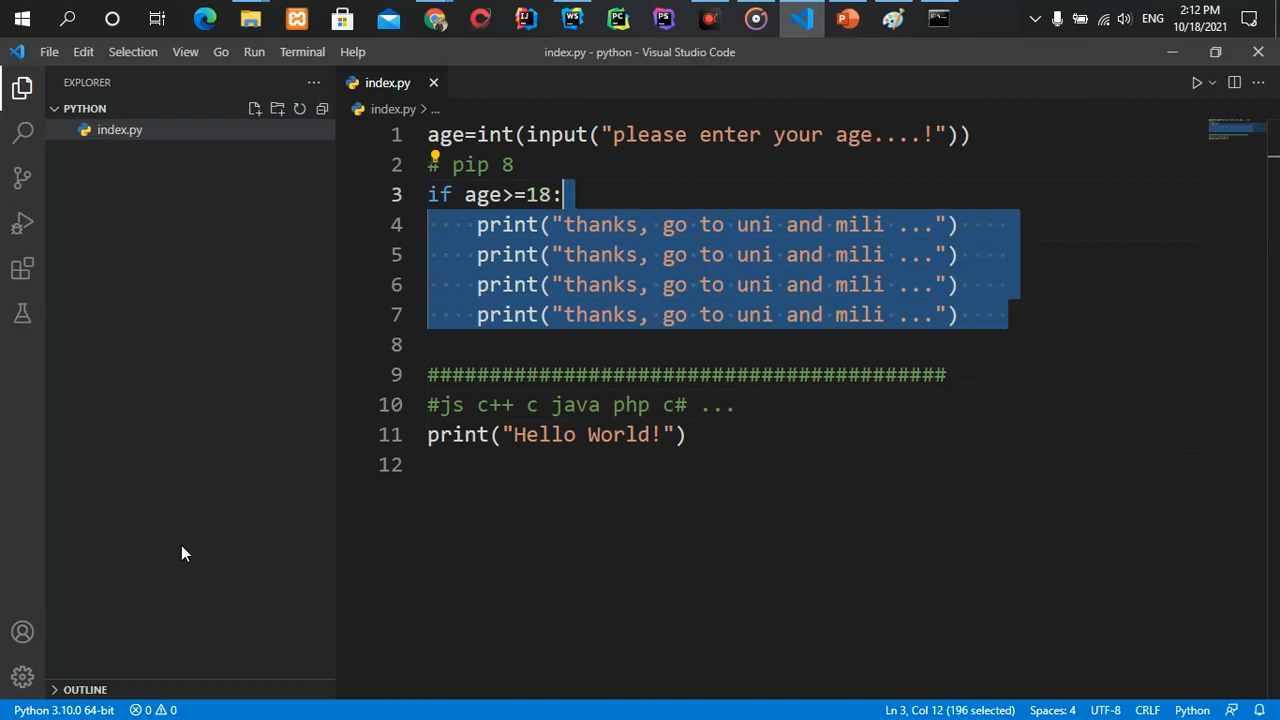 2:12 PM
ENG
10/18/2021
File Edit Selection View Go Run Terminal Help
index.py - python - Visual Studio Code
EXPLORER
index.py
PYTHON
index.py > ...
index.py
1 age=int(input("please enter your age....!"))
2 # pip 8
3 if age>=18:
4 print("thanks, go to uni and mili ...")
5 print("thanks, go to uni and mili ...")
6 print("thanks, go to uni and mili ...")
7 print("thanks, go to uni and mili ...")
8
9 ##########################################
10 #js c++ c java php c# ...
11 print("Hello World!")
12
OUTLINE
Python 3.10.0 64-bit 0 0 Ln 3, Col 12 (196 selected) Spaces: 4 UTF-8 CRLF Python